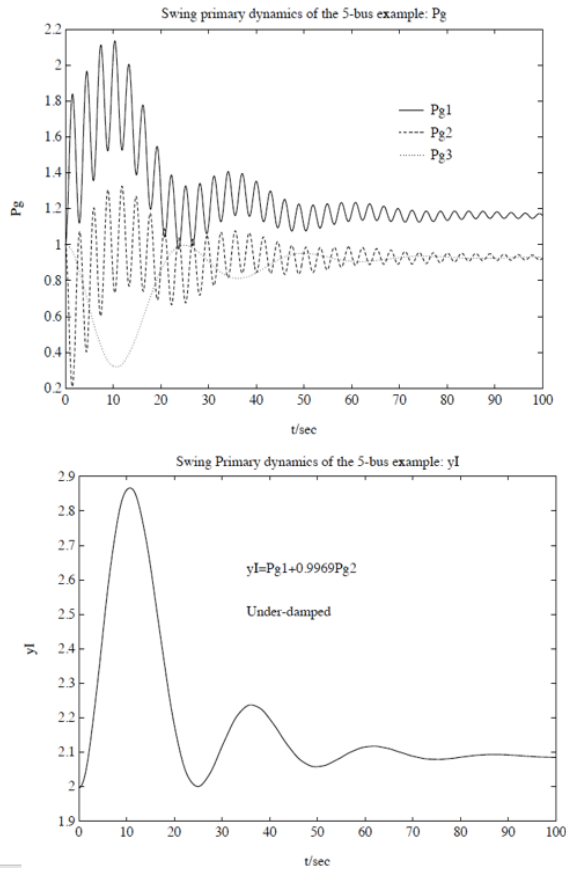 Swing primary dynamics of the 5-bus example: Pg
2.2
2
1.8
1.6
1.4
1.2
1
0.8
0.6
0.4
0.2
Pg
Pg1
Pg2
Pg3
0 10 20 30 40 50 60 70 80 90 100
t/sec
Swing Primary dynamics of the 5-bus example: yI
2.9
2.8
2.7
2.6
2.5
2.4
2.3
2.2
2.1
2
1.9
yI
yI=Pg1+0.9969Pg2
Under-damped
0 10 20 30 40 50 60 70 80 90 100
t/sec